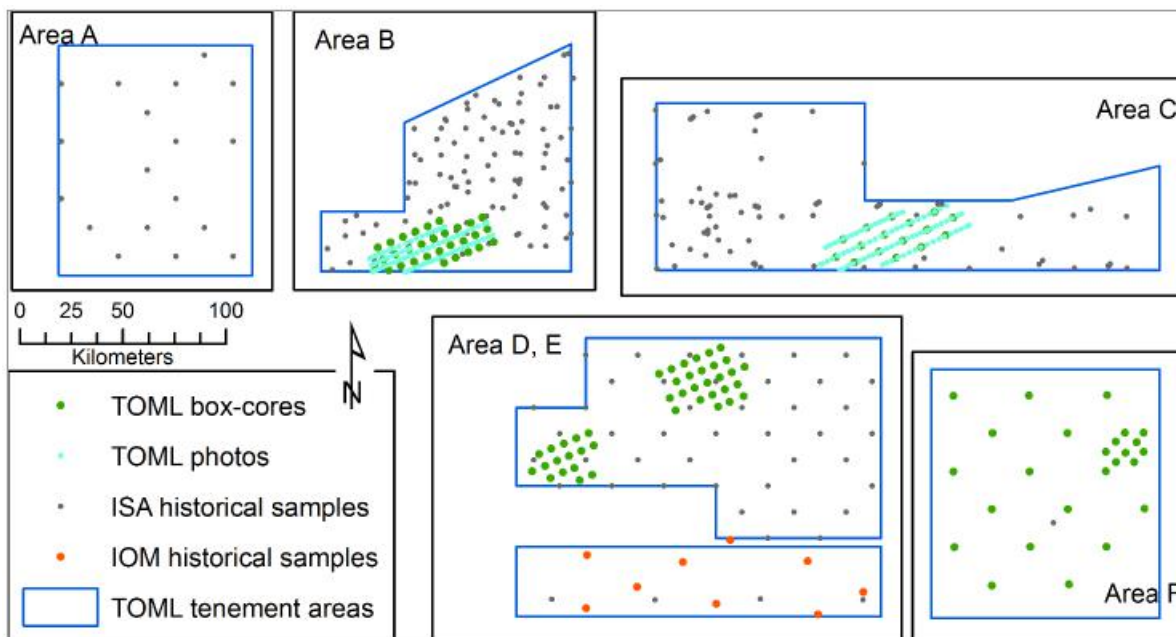 Area A
Area B
Area C
0 25 50 100
Kilometers
N
Area D, E
Area F
TOML box-cores
TOML photos
ISA historical samples
IOM historical samples
TOML tenement areas